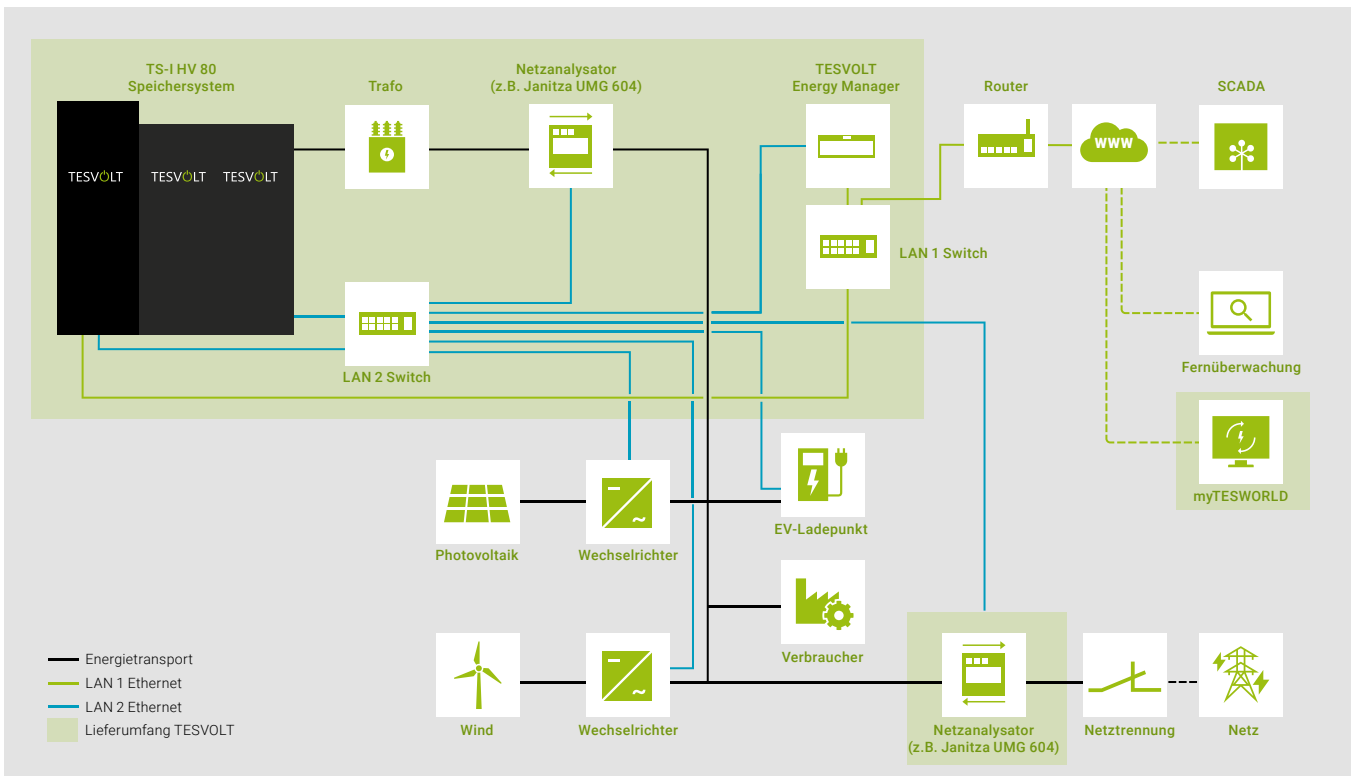 TS-I HV 80
Speichersystem
Trafo
Netzanalysator
(z.B. Janitza UMG 604)
TESVOLT
Energy Manager
Router
SCADA
WWW
TESVOLT
TESVOLT
TESVOLT
LAN 1 Switch
LAN 2 Switch
Fernüberwachung
myTESWORLD
Photovoltaik
Wechselrichter
EV-Ladepunkt
Verbraucher
Wind
Wechselrichter
Netzanalysator
(z.B. Janitza UMG 604)
Netztrennung
Netz
Energietransport
LAN 1 Ethernet
LAN 2 Ethernet
Lieferumfang TESVOLT